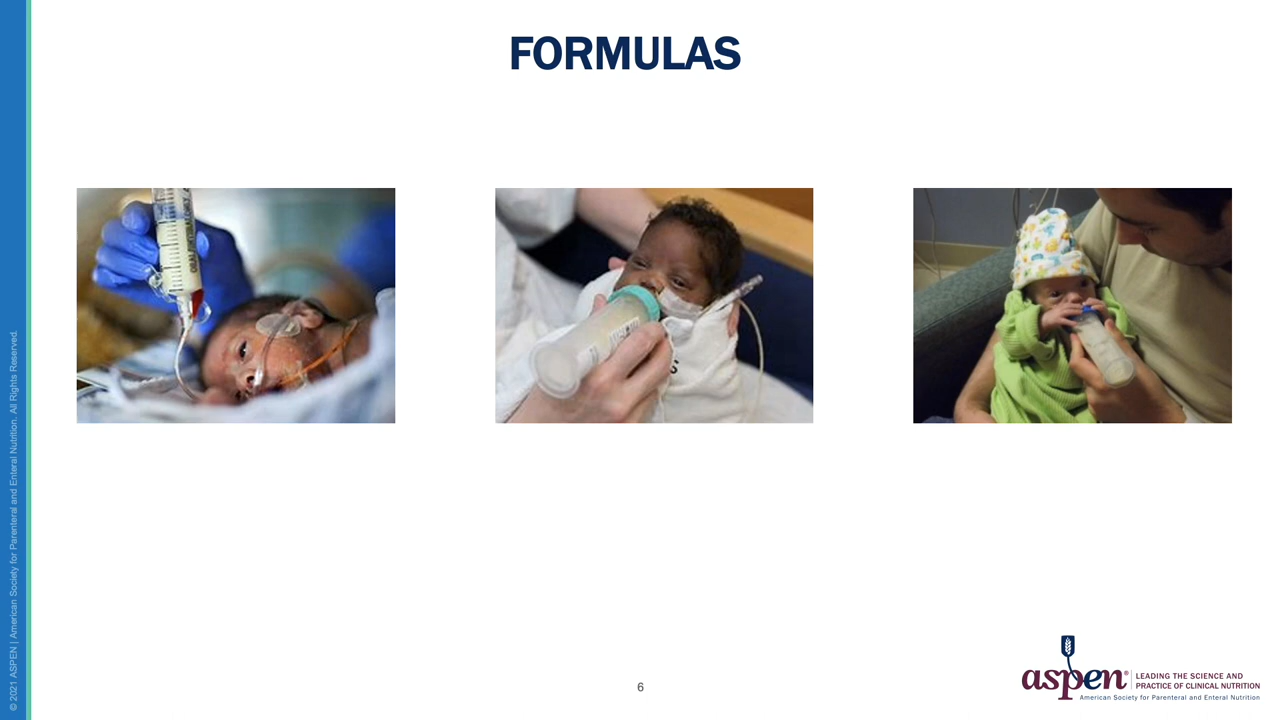 FORMULAS
© 2021 ASPEN | American Society for Parenteral and Enteral Nutrition. All Rights Reserved.
6
aspen®
LEADING THE SCIENCE AND
PRACTICE OF CLINICAL NUTRITION
American Society for Parenteral and Enteral Nutrition